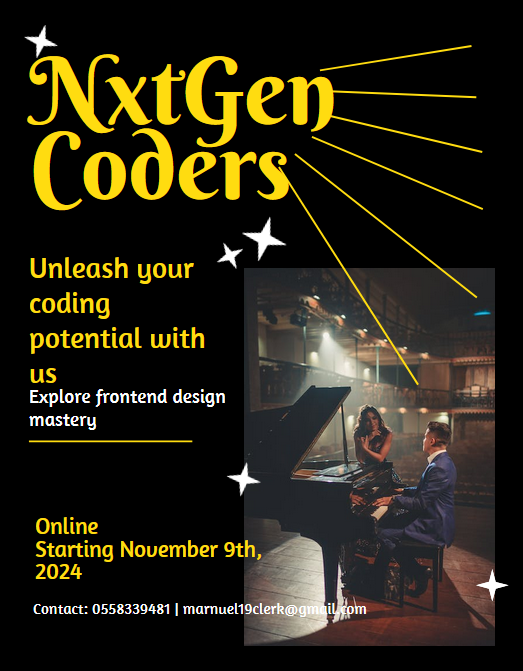 NxtGen
Coders
Unleash your
coding
potential with
us
Explore frontend design
mastery
Online
Starting November 9th,
2024
Contact: 0558339481 | marnuel19clerk@gmail.com